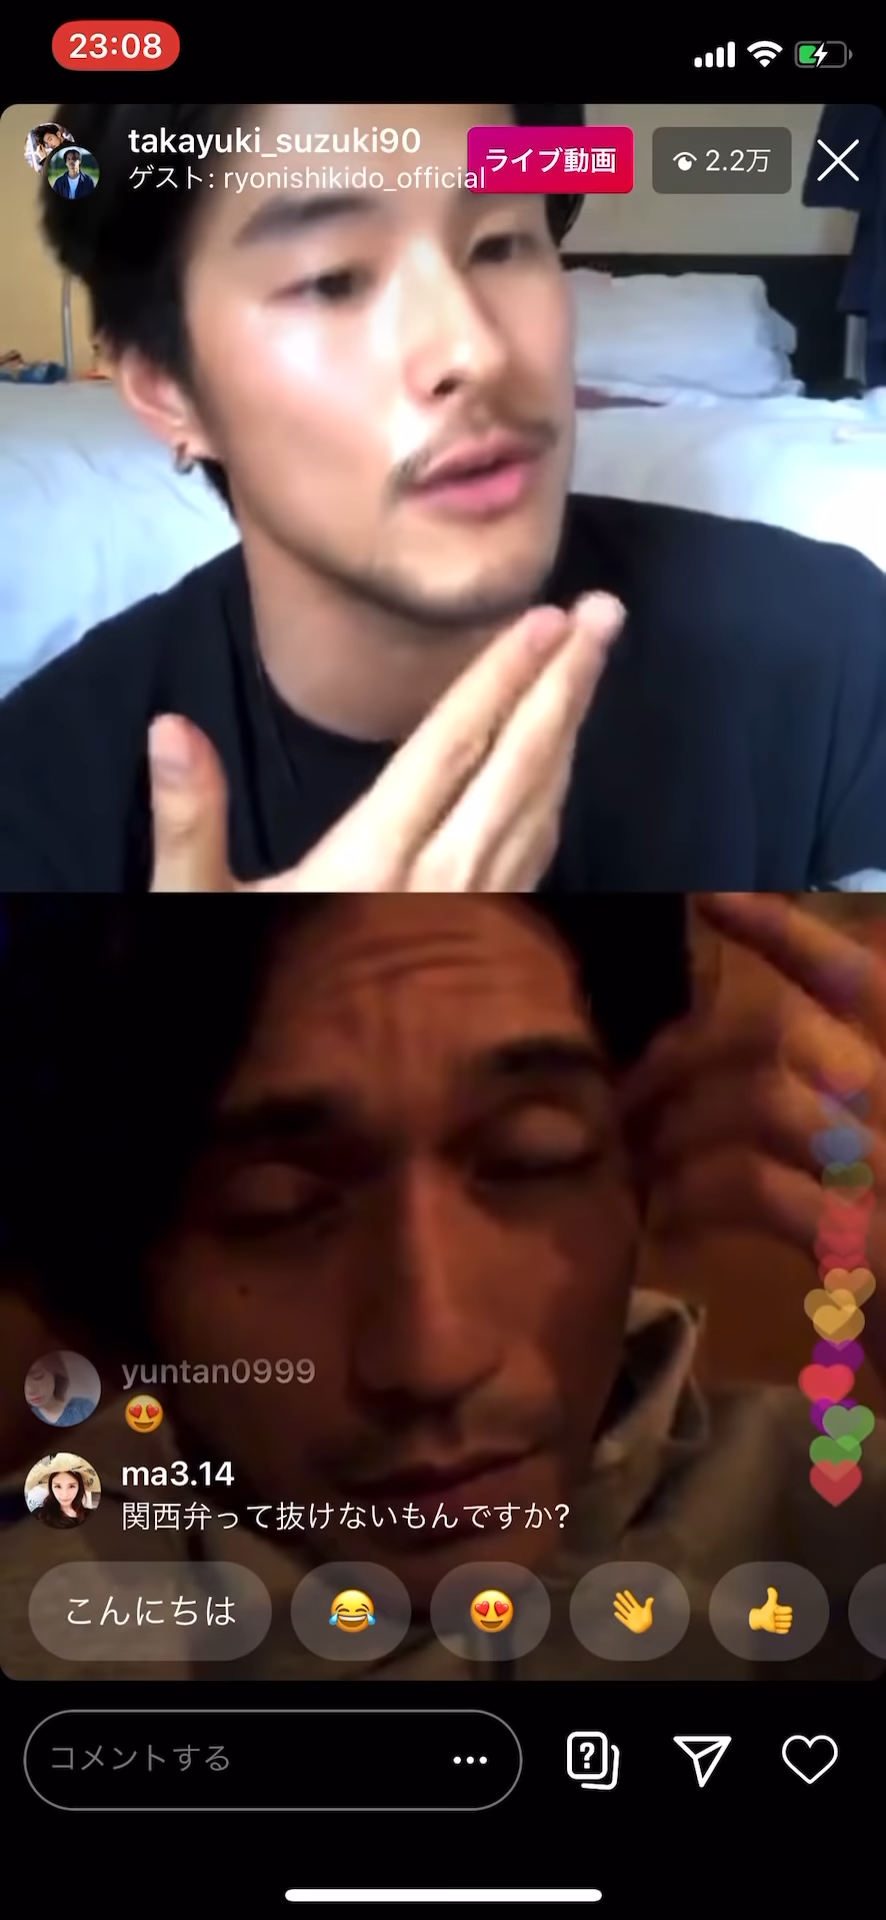 23:08
takayuki_suzuki90
ゲスト: ryonishikido_official
ライブ動画
2.2万
yuntan0999
😍
ma3.14
関西弁って抜けないもんですか?
こんにちは 😂 😍 👋 👍
コメントする